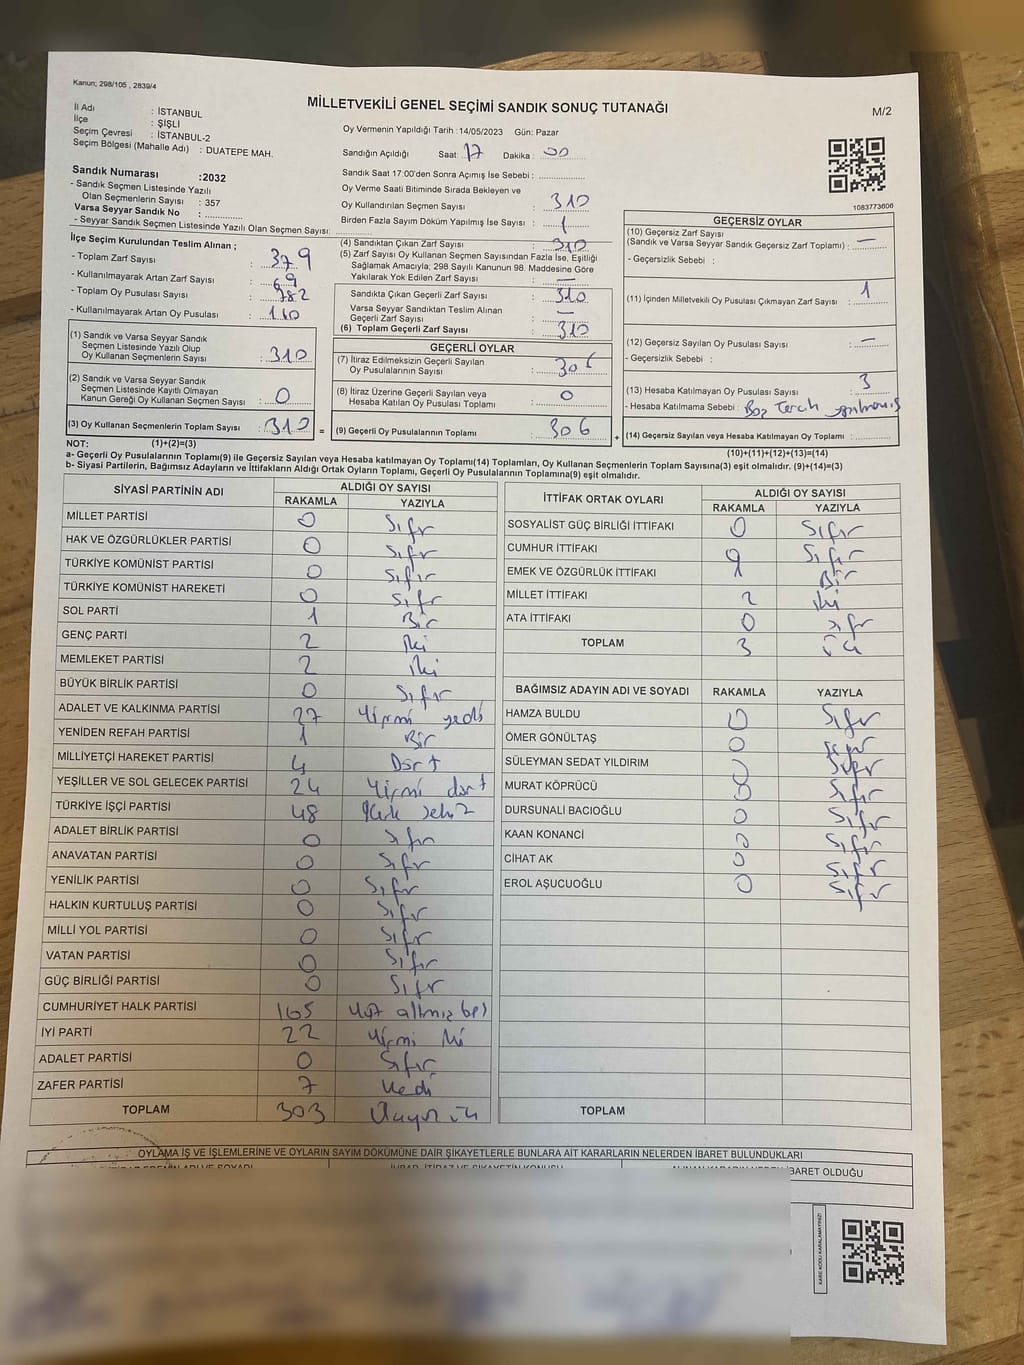 Kanun; 298/105 , 2839/4
MİLLETVEKİLİ GENEL SEÇİMİ SANDIK SONUÇ TUTANAĞI
M/2
İl Adı : İSTANBUL
İlçe : ŞİŞLİ
Seçim Çevresi : İSTANBUL-2
Seçim Bölgesi (Mahalle Adı) : DUATEPE MAH.
Oy Vermenin Yapıldığı Tarih :14/05/2023 Gün: Pazar
Sandığın Açıldığı Saat: 17 Dakika : 00
Sandık Saat 17:00'den Sonra Açımış İse Sebebi :
Oy Verme Saati Bitiminde Sırada Bekleyen ve
Oy Kullandırılan Seçmen Sayısı : 310
Birden Fazla Sayım Döküm Yapılmış İse Sayısı : 1
Sandık Numarası :2032
- Sandık Seçmen Listesinde Yazılı
Olan Seçmenlerin Sayısı : 357
Varsa Seyyar Sandık No :
- Seyyar Sandık Seçmen Listesinde Yazılı Olan Seçmen Sayısı:
1083773606
İlçe Seçim Kurulundan Teslim Alınan ;
- Toplam Zarf Sayısı : 379
- Kullanılmayarak Artan Zarf Sayısı : 69
- Toplam Oy Pusulası Sayısı : 782
- Kullanılmayarak Artan Oy Pusulası :
(1) Sandık ve Varsa Seyyar Sandık
Seçmen Listesinde Yazılı Olup
Oy Kullanan Seçmenlerin Sayısı : 310
(2) Sandık ve Varsa Seyyar Sandık
Seçmen Listesinde Kayıtlı Olmayan
Kanun Gereği Oy Kullanan Seçmen Sayısı : 0
(3) Oy Kullanan Seçmenlerin Toplam Sayısı : 310 =
(4) Sandıktan Çıkan Zarf Sayısı : 310
(5) Zarf Sayısı Oy Kullanan Seçmen Sayısından Fazla İse, Eşitliği
Sağlamak Amacıyla; 298 Sayılı Kanunun 98. Maddesine Göre
Yakılarak Yok Edilen Zarf Sayısı : —
Sandıkta Çıkan Geçerli Zarf Sayısı : 310
Varsa Seyyar Sandıktan Teslim Alınan
Geçerli Zarf Sayısı : —
(6) Toplam Geçerli Zarf Sayısı : 310
GEÇERLİ OYLAR
(7) İtiraz Edilmeksizin Geçerli Sayılan
Oy Pusulalarının Sayısı : 306
(8) İtiraz Üzerine Geçerli Sayılan veya
Hesaba Katılan Oy Pusulası Toplamı : 0
(9) Geçerli Oy Pusulalarının Toplamı : 306 +
GEÇERSİZ OYLAR
(10) Geçersiz Zarf Sayısı
(Sandık ve Varsa Seyyar Sandık Geçersiz Zarf Toplamı) : —
- Geçersizlik Sebebi :
(11) İçinden Milletvekili Oy Pusulası Çıkmayan Zarf Sayısı : 1
(12) Geçersiz Sayılan Oy Pusulası Sayısı : —
- Geçersizlik Sebebi :
(13) Hesaba Katılmayan Oy Pusulası Sayısı : 3
- Hesaba Katılmama Sebebi : Boş Tercih yapılmamış
(14) Geçersiz Sayılan veya Hesaba Katılmayan Oy Toplamı :
NOT: (1)+(2)=(3) (10)+(11)+(12)+(13)=(14)
a- Geçerli Oy Pusulalarının Toplamı(9) ile Geçersiz Sayılan veya Hesaba Katılmayan Oy Toplamı(14) Toplamları, Oy Kullanan Seçmenlerin Toplam Sayısına(3) eşit olmalıdır. (9)+(14)=(3)
b- Siyasi Partilerin, Bağımsız Adayların ve İttifakların Aldığı Ortak Oyların Toplamı, Geçerli Oy Pusulalarının Toplamına(9) eşit olmalıdır.
SİYASİ PARTİNİN ADI ALDIĞI OY SAYISI
RAKAMLA YAZIYLA
MİLLET PARTİSİ 0 Sıfır
HAK VE ÖZGÜRLÜKLER PARTİSİ 0 Sıfır
TÜRKİYE KOMÜNİST PARTİSİ 0 Sıfır
TÜRKİYE KOMÜNİST HAREKETİ 0 Sıfır
SOL PARTİ 1 Bir
GENÇ PARTİ 2 iki
MEMLEKET PARTİSİ 2 iki
BÜYÜK BİRLİK PARTİSİ 0 Sıfır
ADALET VE KALKINMA PARTİSİ 27 Yirmi yedi
YENİDEN REFAH PARTİSİ 1 Bir
MİLLİYETÇİ HAREKET PARTİSİ 4 Dört
YEŞİLLER VE SOL GELECEK PARTİSİ 24 Yirmi dört
TÜRKİYE İŞÇİ PARTİSİ 48 Kırk sekiz
ADALET BİRLİK PARTİSİ 0 Sıfır
ANAVATAN PARTİSİ 0 Sıfır
YENİLİK PARTİSİ 0 Sıfır
HALKIN KURTULUŞ PARTİSİ 0 Sıfır
MİLLİ YOL PARTİSİ 0 Sıfır
VATAN PARTİSİ 0 Sıfır
GÜÇ BİRLİĞİ PARTİSİ 0 Sıfır
CUMHURİYET HALK PARTİSİ 165 Yüz altmış beş
İYİ PARTİ 22 Yirmi iki
ADALET PARTİSİ 0 Sıfır
ZAFER PARTİSİ 7 Yedi
TOPLAM 303 Üçyüz üç
İTTİFAK ORTAK OYLARI ALDIĞI OY SAYISI
RAKAMLA YAZIYLA
SOSYALİST GÜÇ BİRLİĞİ İTTİFAKI 0 Sıfır
CUMHUR İTTİFAKI 0 Sıfır
EMEK VE ÖZGÜRLÜK İTTİFAKI 1 Bir
MİLLET İTTİFAKI 2 iki
ATA İTTİFAKI 0 Sıfır
TOPLAM 3 üç
BAĞIMSIZ ADAYIN ADI VE SOYADI RAKAMLA YAZIYLA
HAMZA BULDU 0 Sıfır
ÖMER GÖNÜLTAŞ 0 Sıfır
SÜLEYMAN SEDAT YILDIRIM 0 Sıfır
MURAT KÖPRÜCÜ 0 Sıfır
DURSUNALİ BACIOĞLU 0 Sıfır
KAAN KONANCİ 0 Sıfır
CİHAT AK 0 Sıfır
EROL AŞUCUOĞLU 0 Sıfır
TOPLAM
OYLAMA İŞ VE İŞLEMLERİNE VE OYLARIN SAYIM DÖKÜMÜNE DAİR ŞİKAYETLERLE BUNLARA AİT KARARLARIN NELERDEN İBARET BULUNDUKLARI
İBARET OLDUĞU
KARE KODU KARALAMAYINIZ!